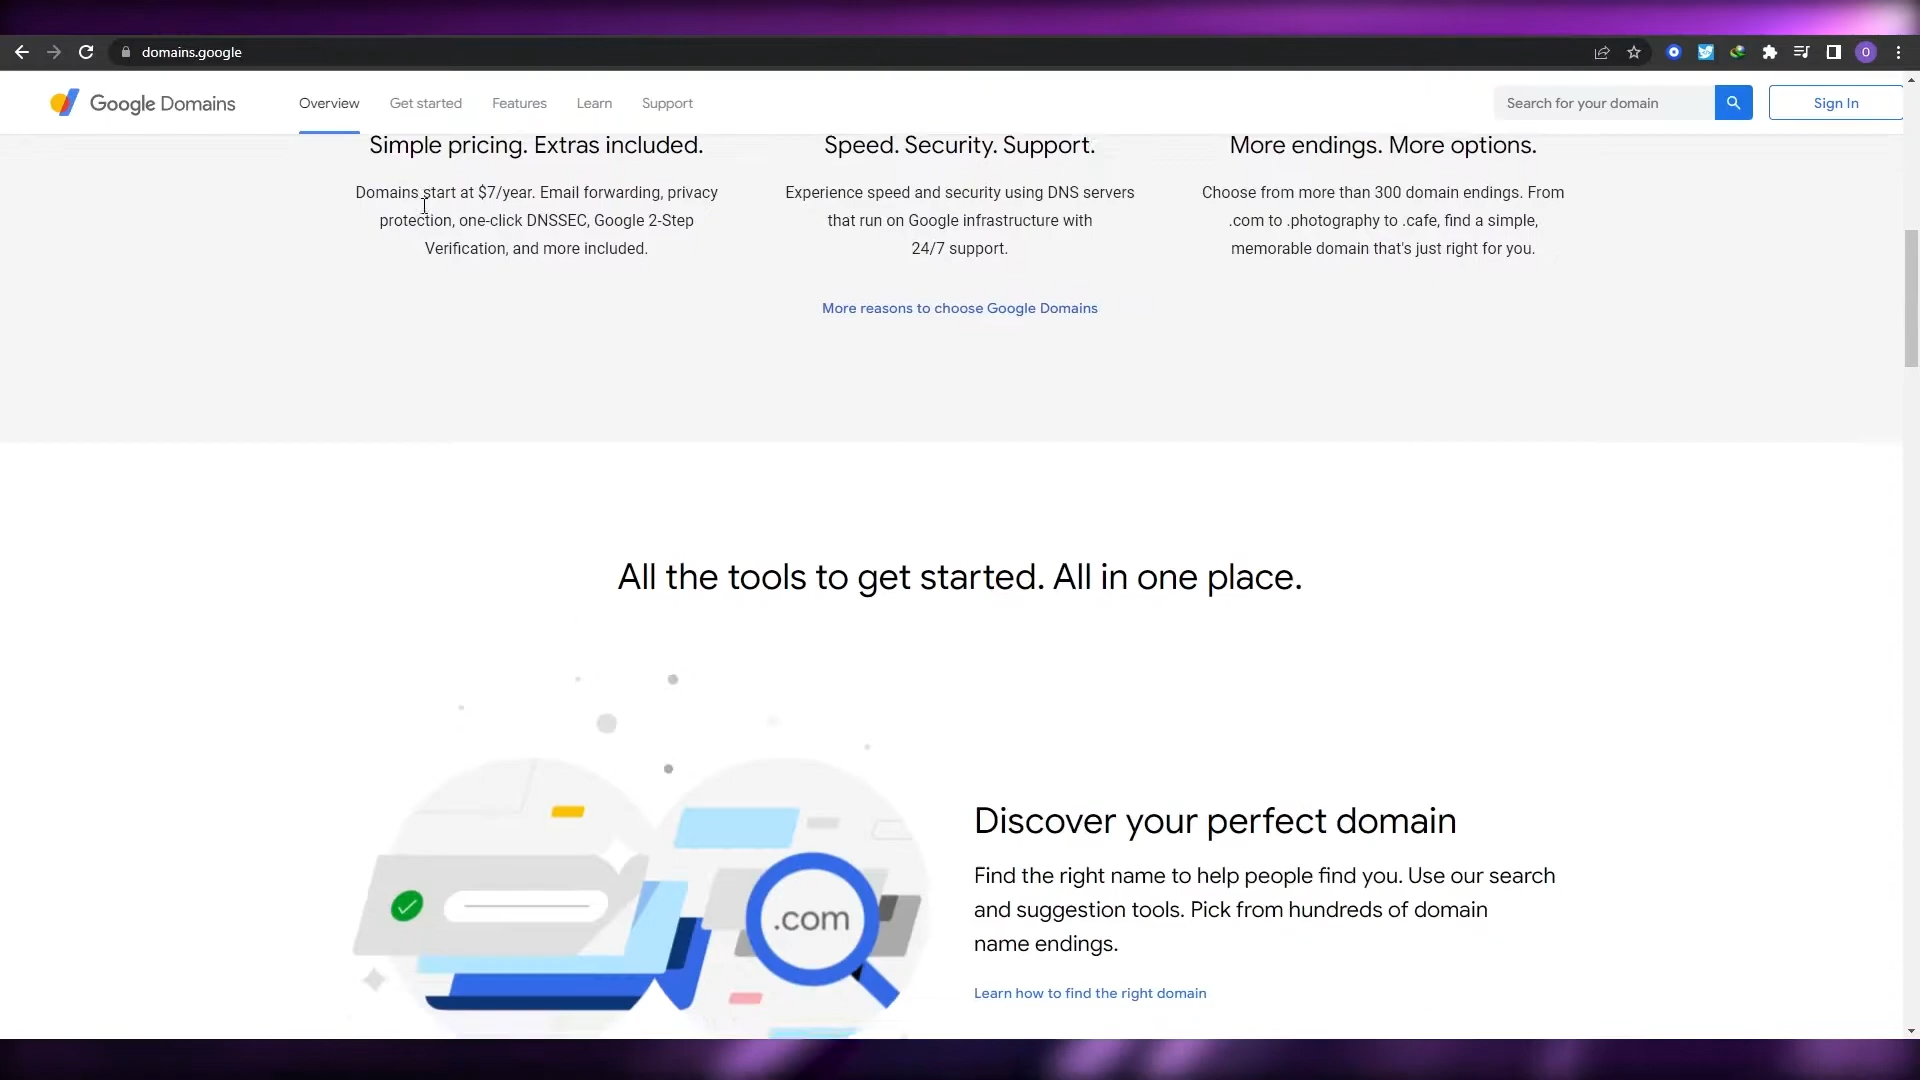 domains.google
O
Google Domains
Overview
Get started
Features
Learn
Support
Search for your domain
Sign In
Simple pricing. Extras included.
Domains start at $7/year. Email forwarding, privacy
protection, one-click DNSSEC, Google 2-Step
Verification, and more included.
Speed. Security. Support.
Experience speed and security using DNS servers
that run on Google infrastructure with
24/7 support.
More endings. More options.
Choose from more than 300 domain endings. From
.com to .photography to .cafe, find a simple,
memorable domain that's just right for you.
More reasons to choose Google Domains
All the tools to get started. All in one place.
.com
Discover your perfect domain
Find the right name to help people find you. Use our search
and suggestion tools. Pick from hundreds of domain
name endings.
Learn how to find the right domain